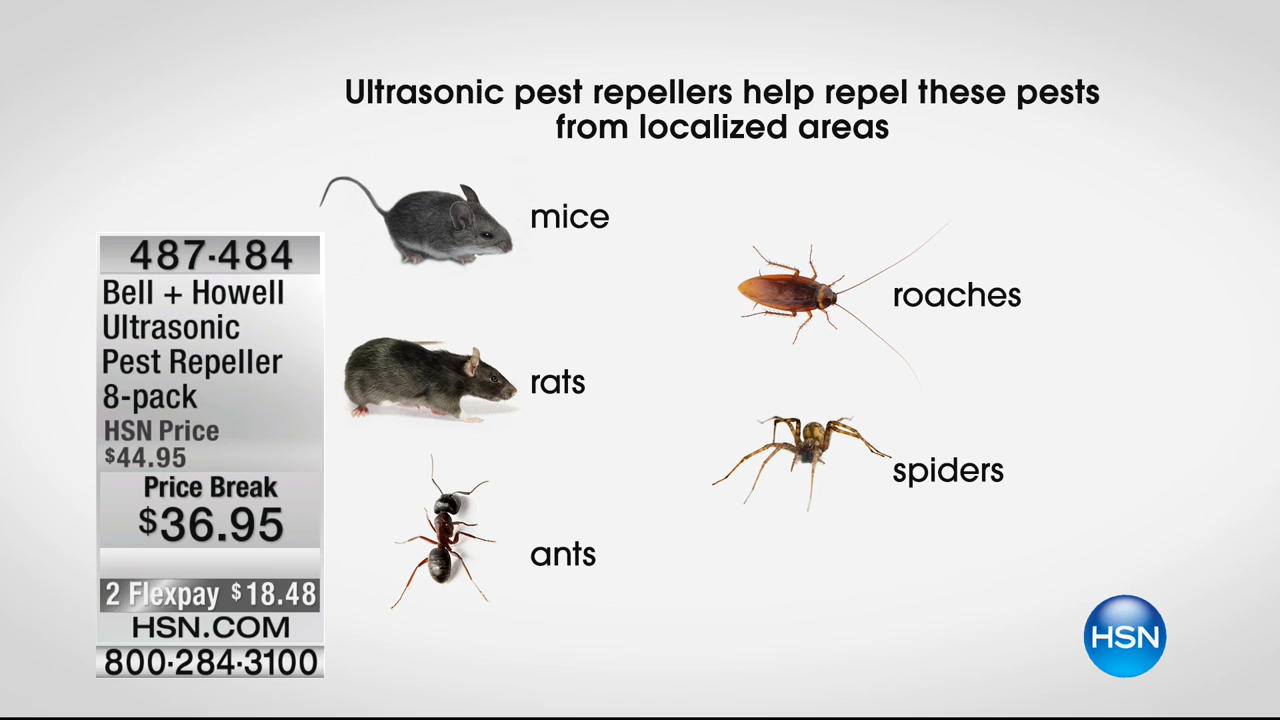 Ultrasonic pest repellers help repel these pests
from localized areas
mice
roaches
rats
spiders
ants
487·484
Bell + Howell
Ultrasonic
Pest Repeller
8-pack
HSN Price
$44.95
Price Break
$36.95
2 Flexpay $18.48
HSN.COM
800·284·3100
HSN